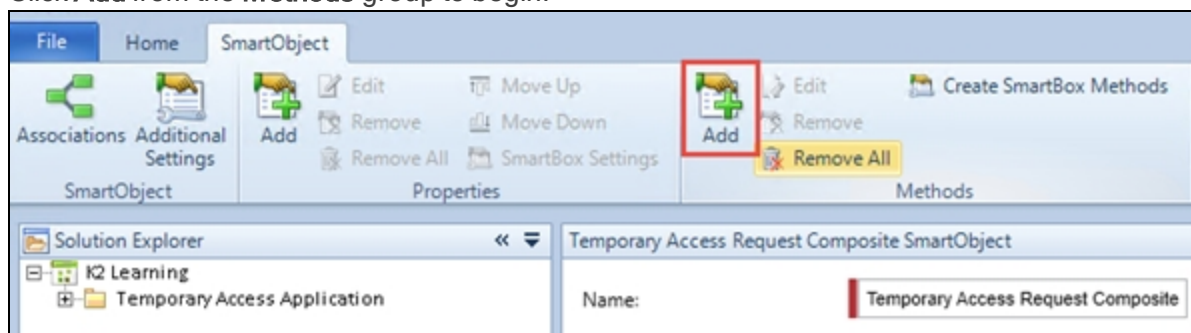 Click Add from the Methods group to begin.
File Home SmartObject
Edit Move Up Edit Create SmartBox Methods
Associations Additional Settings Add Remove Move Down Add Remove
Remove All SmartBox Settings Remove All
SmartObject Properties Methods
Solution Explorer Temporary Access Request Composite SmartObject
K2 Learning
Temporary Access Application Name: Temporary Access Request Composite